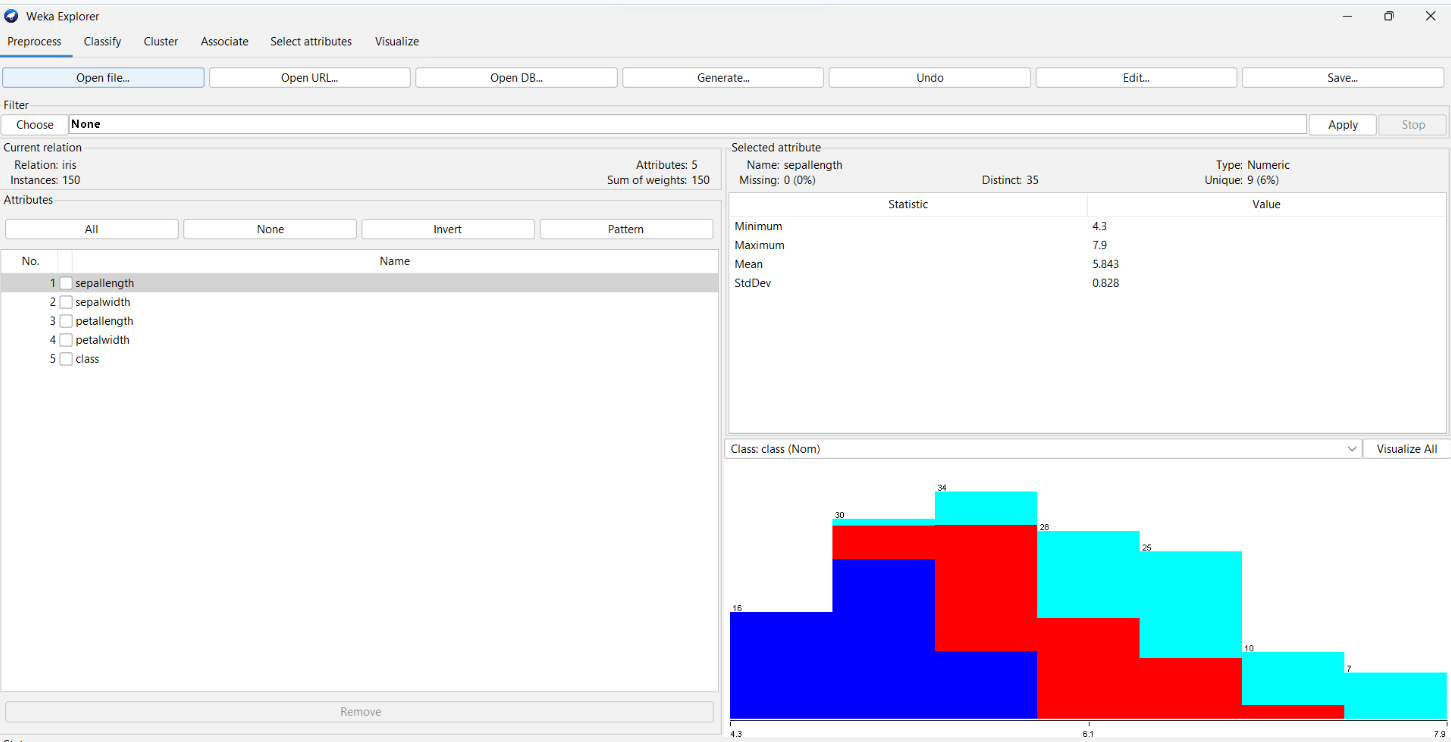 Weka Explorer
Preprocess Classify Cluster Associate Select attributes Visualize
Open file... Open URL... Open DB... Generate... Undo Edit... Save...
Filter
Choose None Apply Stop
Current relation
Relation: iris Attributes: 5
Instances: 150 Sum of weights: 150
Attributes
All None Invert Pattern
No. Name
1 sepallength
2 sepalwidth
3 petallength
4 petalwidth
5 class
Remove
Selected attribute
Name: sepallength Type: Numeric
Missing: 0 (0%) Distinct: 35 Unique: 9 (6%)
Statistic Value
Minimum 4.3
Maximum 7.9
Mean 5.843
StdDev 0.828
Class: class (Nom) Visualize All
34
30
28
25
16
10
7
4.3 6.1 7.9